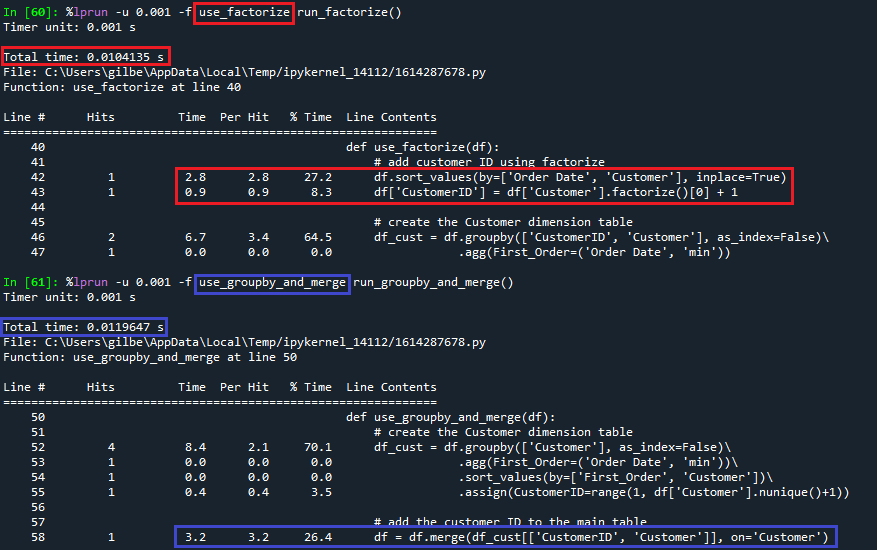 In [60]: %lprun -u 0.001 -f use_factorize run_factorize()
Timer unit: 0.001 s
Total time: 0.0104135 s
File: C:\Users\gilbe\AppData\Local\Temp/ipykernel_14112/1614287678.py
Function: use_factorize at line 40
Line #      Hits         Time  Per Hit   % Time  Line Contents
==============================================================
    40                                           def use_factorize(df):
    41                                               # add customer ID using factorize
    42         1          2.8      2.8     27.2      df.sort_values(by=['Order Date', 'Customer'], inplace=True)
    43         1          0.9      0.9      8.3      df['CustomerID'] = df['Customer'].factorize()[0] + 1
    44
    45                                               # create the Customer dimension table
    46         2          6.7      3.4     64.5      df_cust = df.groupby(['CustomerID', 'Customer'], as_index=False)\
    47         1          0.0      0.0      0.0                  .agg(First_Order=('Order Date', 'min'))
In [61]: %lprun -u 0.001 -f use_groupby_and_merge run_groupby_and_merge()
Timer unit: 0.001 s
Total time: 0.0119647 s
File: C:\Users\gilbe\AppData\Local\Temp/ipykernel_14112/1614287678.py
Function: use_groupby_and_merge at line 50
Line #      Hits         Time  Per Hit   % Time  Line Contents
==============================================================
    50                                           def use_groupby_and_merge(df):
    51                                               # create the Customer dimension table
    52         4          8.4      2.1     70.1      df_cust = df.groupby(['Customer'], as_index=False)\
    53         1          0.0      0.0      0.0                  .agg(First_Order=('Order Date', 'min'))\
    54         1          0.0      0.0      0.0                  .sort_values(by=['First_Order', 'Customer'])\
    55         1          0.4      0.4      3.5                  .assign(CustomerID=range(1, df['Customer'].nunique()+1))
    56
    57                                               # add the customer ID to the main table
    58         1          3.2      3.2     26.4      df = df.merge(df_cust[['CustomerID', 'Customer']], on='Customer')